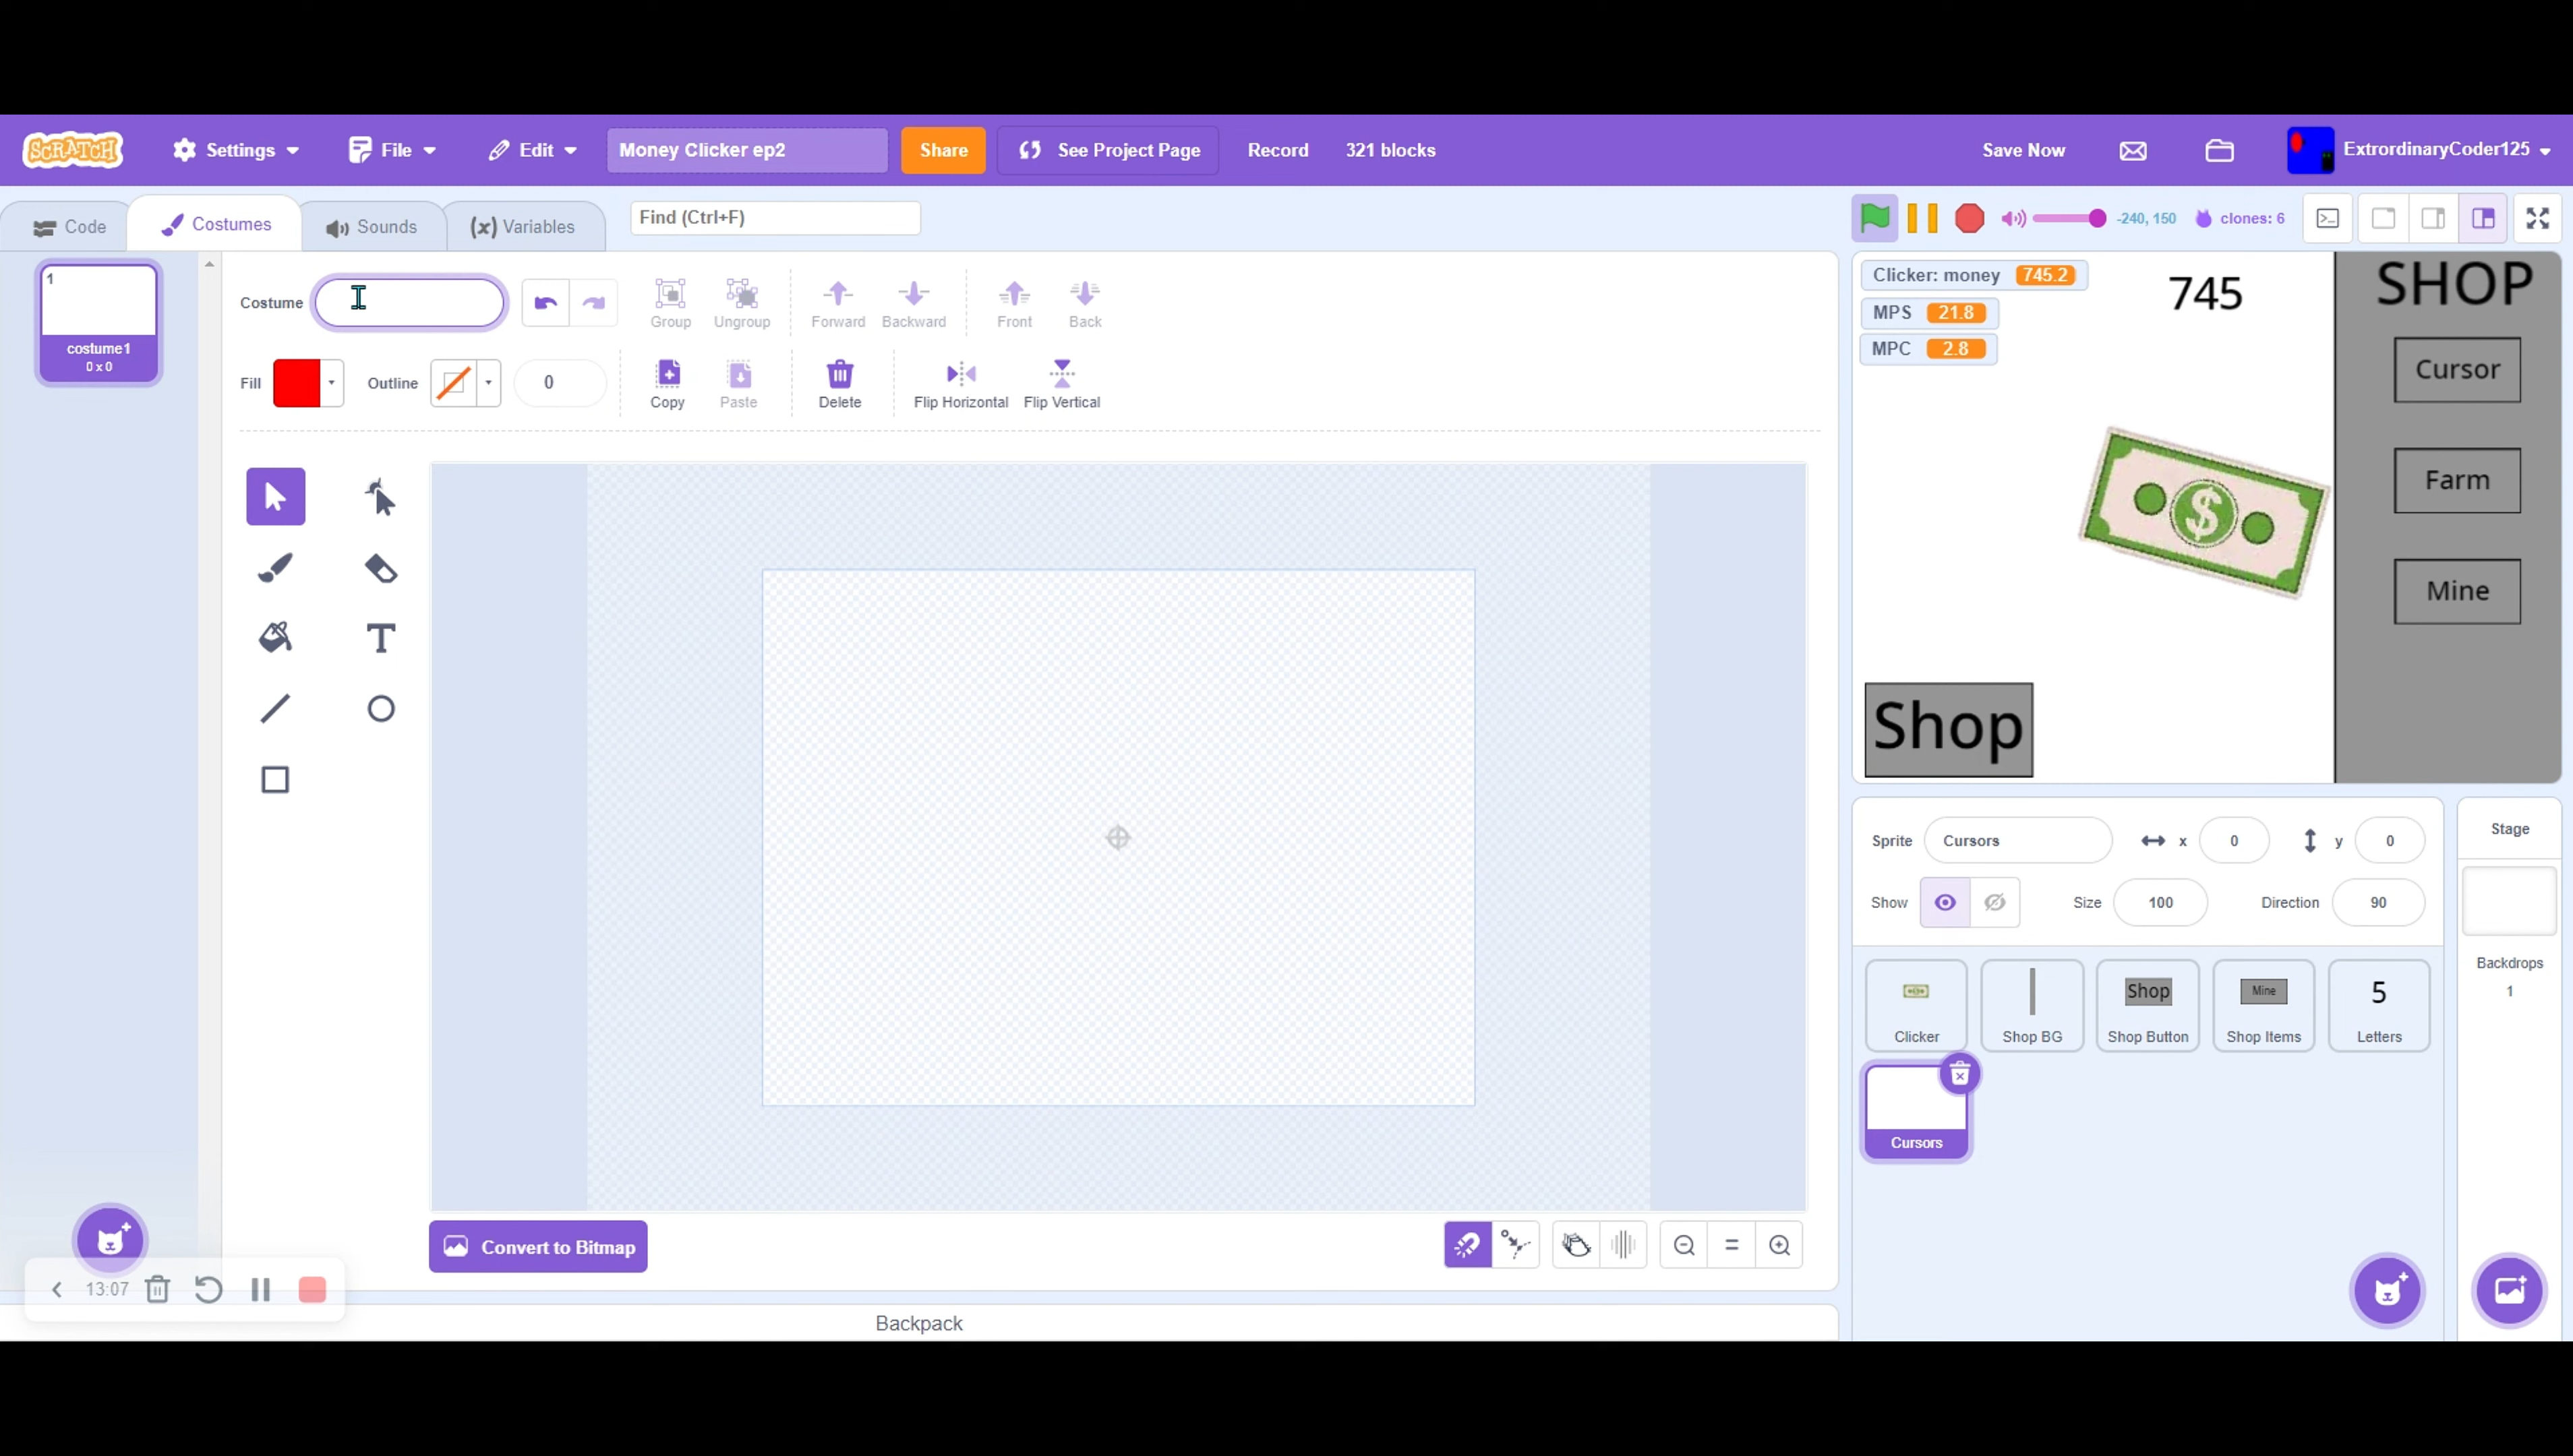 SCRATCH Settings File Edit Money Clicker ep2 Share See Project Page Record 321 blocks Save Now ExtrordinaryCoder125
Code Costumes Sounds (x) Variables Find (Ctrl+F) -240, 150 clones: 6
1
costume1
0 x 0
Costume
Group Ungroup Forward Backward Front Back
Fill Outline 0
Copy Paste Delete Flip Horizontal Flip Vertical
T
Convert to Bitmap
=
13:07
Backpack
Clicker: money 745.2
MPS 21.8
MPC 2.8
745
SHOP
Cursor
Farm
Mine
$
Shop
Sprite Cursors x 0 y 0
Show Size 100 Direction 90
Clicker
Shop BG
Shop
Shop Button
Mine
Shop Items
5
Letters
Cursors
Stage
Backdrops
1